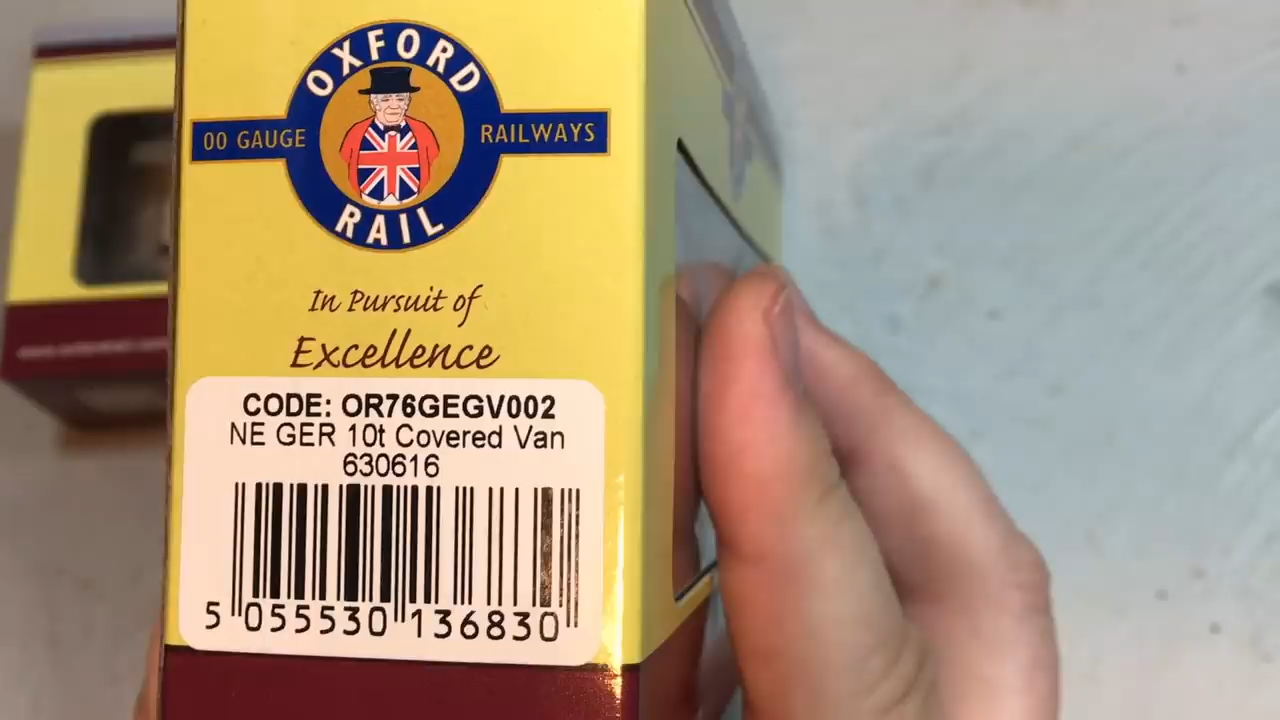 OXFORD
00 GAUGE RAILWAYS
RAIL
In Pursuit of
Excellence
CODE: OR76GEGV002
NE GER 10t Covered Van
630616
5 055530 136830